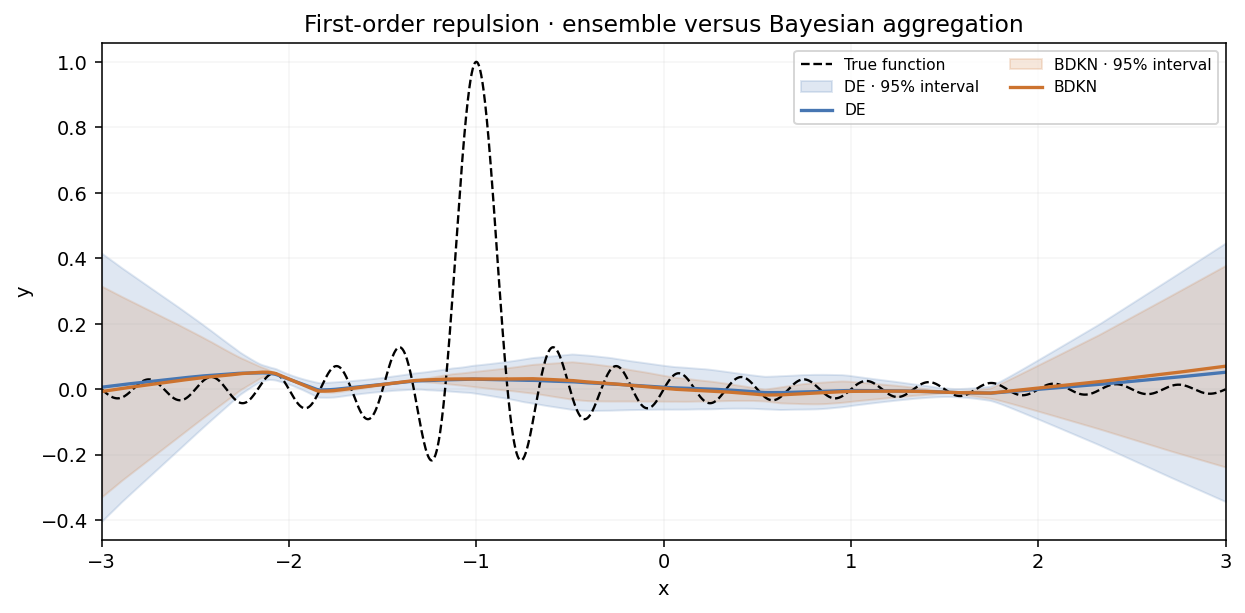 First-order repulsion · ensemble versus Bayesian aggregation
True function
DE · 95% interval
DE
BDKN · 95% interval
BDKN
y
1.0
0.8
0.6
0.4
0.2
0.0
−0.2
−0.4
−3
−2
−1
0
1
2
3
x